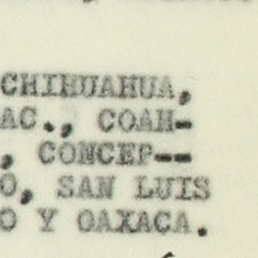 CHIHUAHUA,
AC., COAH-
, CONCEP--
O, SAN LUIS
O Y OAXACA.